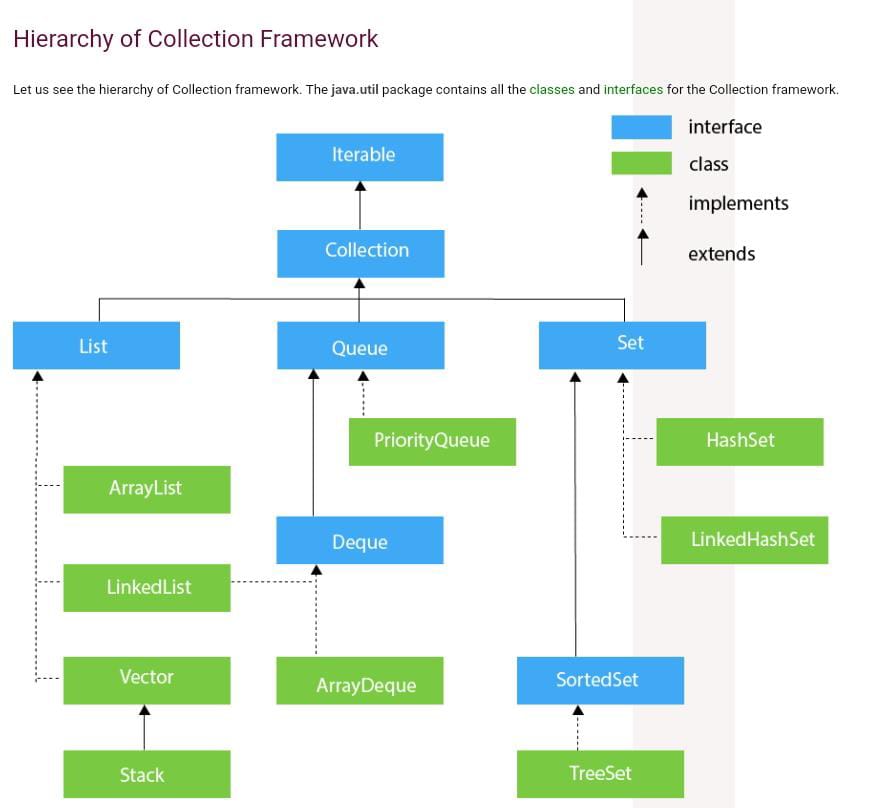 Hierarchy of Collection Framework
Let us see the hierarchy of Collection framework. The java.util package contains all the classes and interfaces for the Collection framework.
interface
class
implements
extends
Iterable
Collection
List
Queue
Set
PriorityQueue
HashSet
ArrayList
Deque
LinkedHashSet
LinkedList
Vector
ArrayDeque
SortedSet
Stack
TreeSet